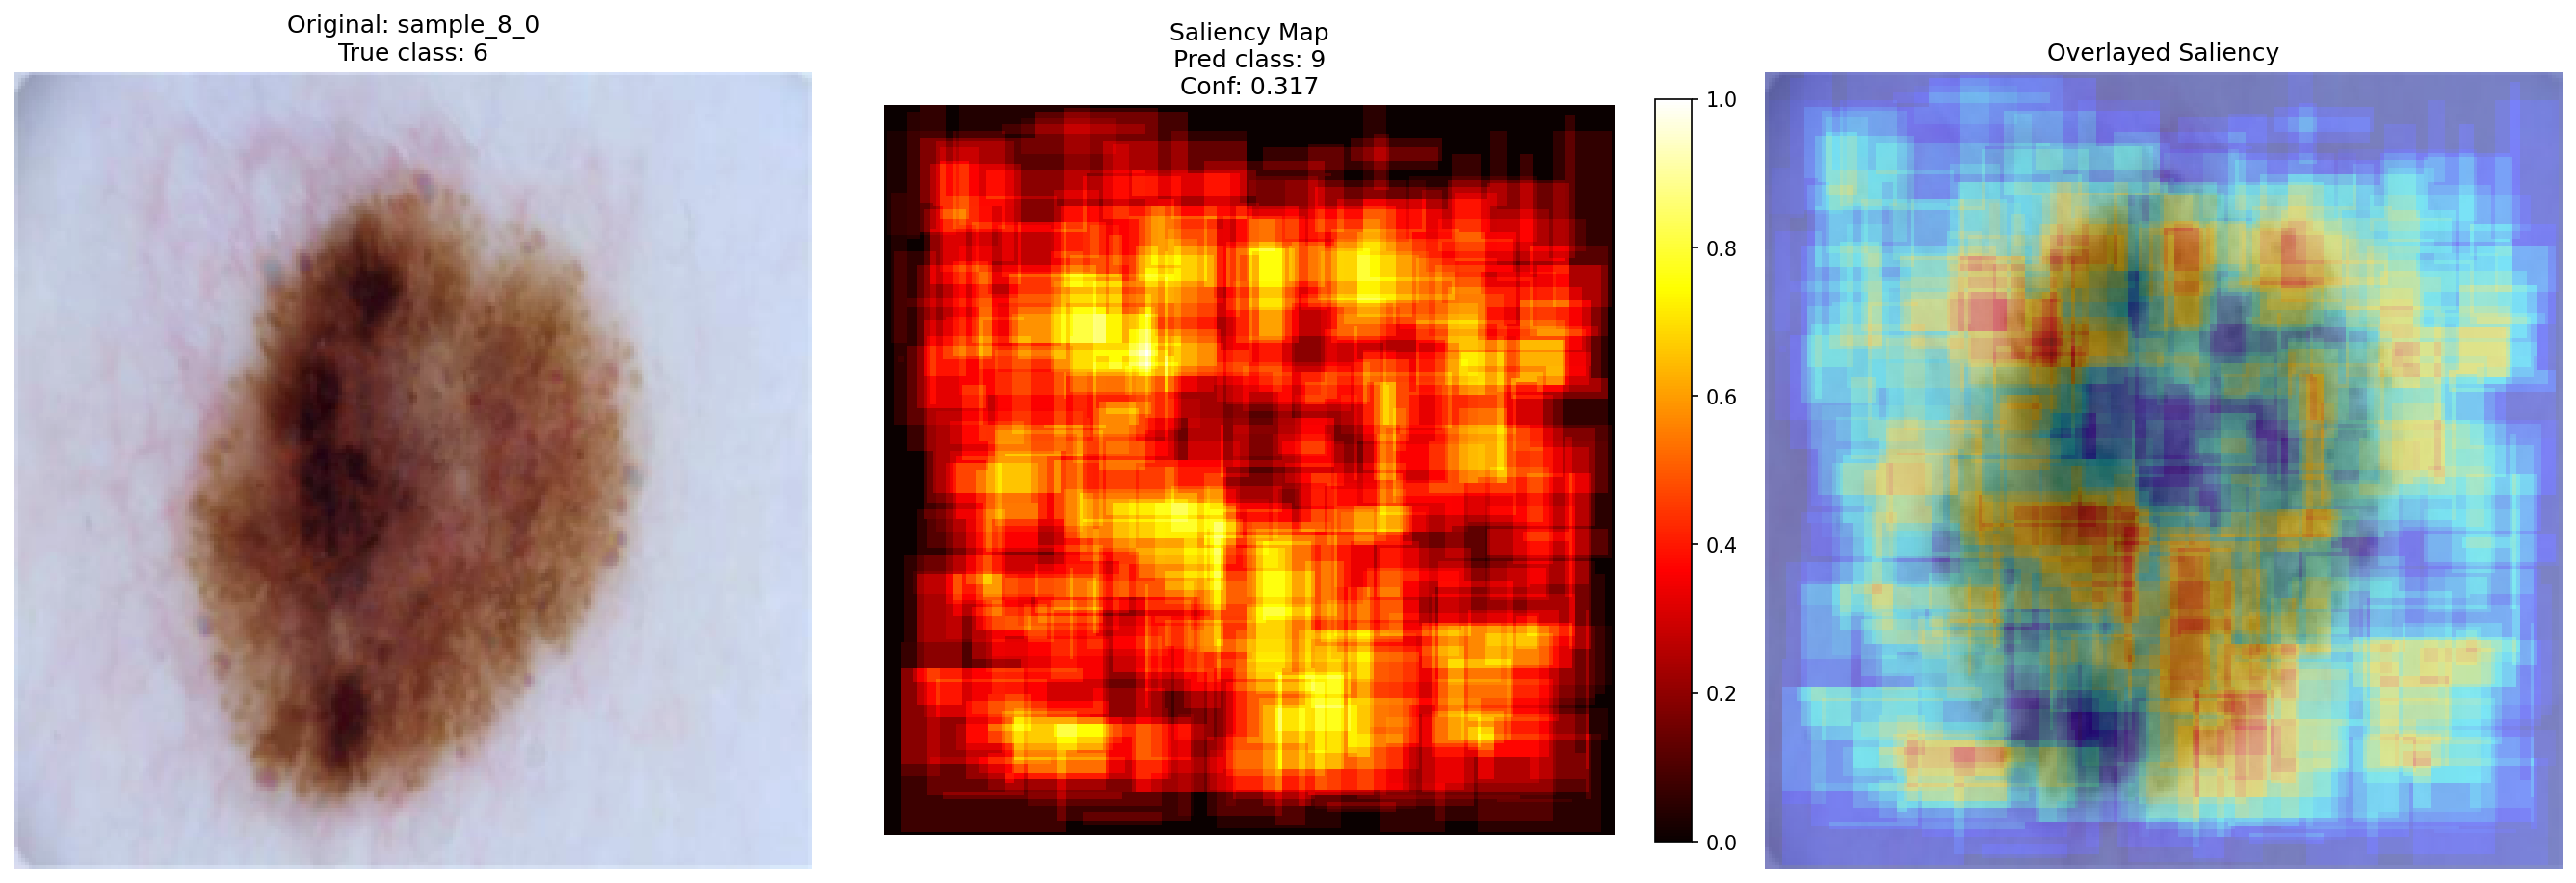 Original: sample_8_0
True class: 6
Saliency Map
Pred class: 9
Conf: 0.317
Overlayed Saliency
1.0
0.8
0.6
0.4
0.2
0.0